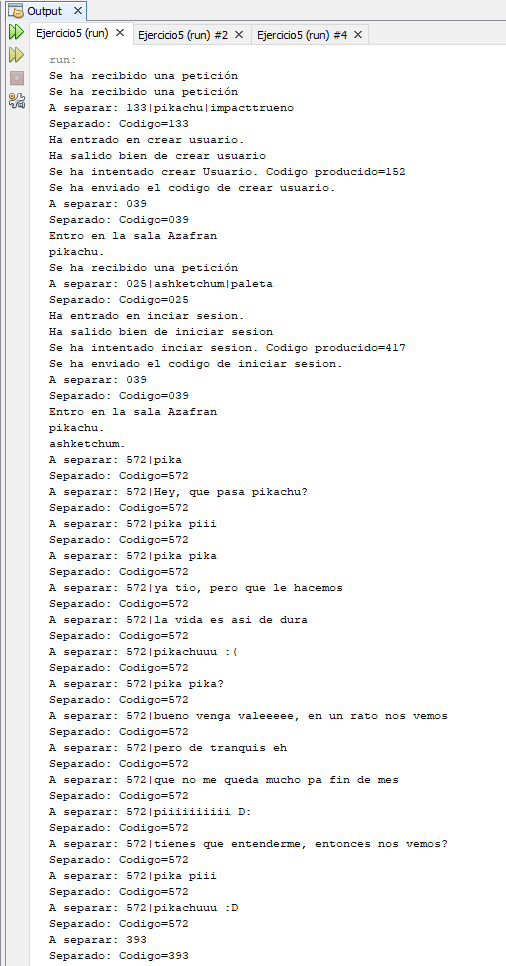 Output
Ejercicio5 (run) Ejercicio5 (run) #2 Ejercicio5 (run) #4
run:
Se ha recibido una petición
Se ha recibido una petición
A separar: 133|pikachu|impacttrueno
Separado: Codigo=133
Ha entrado en crear usuario.
Ha salido bien de crear usuario
Se ha intentado crear Usuario. Codigo producido=152
Se ha enviado el codigo de crear usuario.
A separar: 039
Separado: Codigo=039
Entro en la sala Azafran
pikachu.
Se ha recibido una petición
A separar: 025|ashketchum|paleta
Separado: Codigo=025
Ha entrado en inciar sesion.
Ha salido bien de iniciar sesion
Se ha intentado inciar sesion. Codigo producido=417
Se ha enviado el codigo de iniciar sesion.
A separar: 039
Separado: Codigo=039
Entro en la sala Azafran
pikachu.
ashketchum.
A separar: 572|pika
Separado: Codigo=572
A separar: 572|Hey, que pasa pikachu?
Separado: Codigo=572
A separar: 572|pika piii
Separado: Codigo=572
A separar: 572|pika pika
Separado: Codigo=572
A separar: 572|ya tio, pero que le hacemos
Separado: Codigo=572
A separar: 572|la vida es asi de dura
Separado: Codigo=572
A separar: 572|pikachuuu :(
Separado: Codigo=572
A separar: 572|pika pika?
Separado: Codigo=572
A separar: 572|bueno venga valeeeee, en un rato nos vemos
Separado: Codigo=572
A separar: 572|pero de tranquis eh
Separado: Codigo=572
A separar: 572|que no me queda mucho pa fin de mes
Separado: Codigo=572
A separar: 572|piiiiiiiiii D:
Separado: Codigo=572
A separar: 572|tienes que entenderme, entonces nos vemos?
Separado: Codigo=572
A separar: 572|pika piii
Separado: Codigo=572
A separar: 572|pikachuuu :D
Separado: Codigo=572
A separar: 393
Separado: Codigo=393